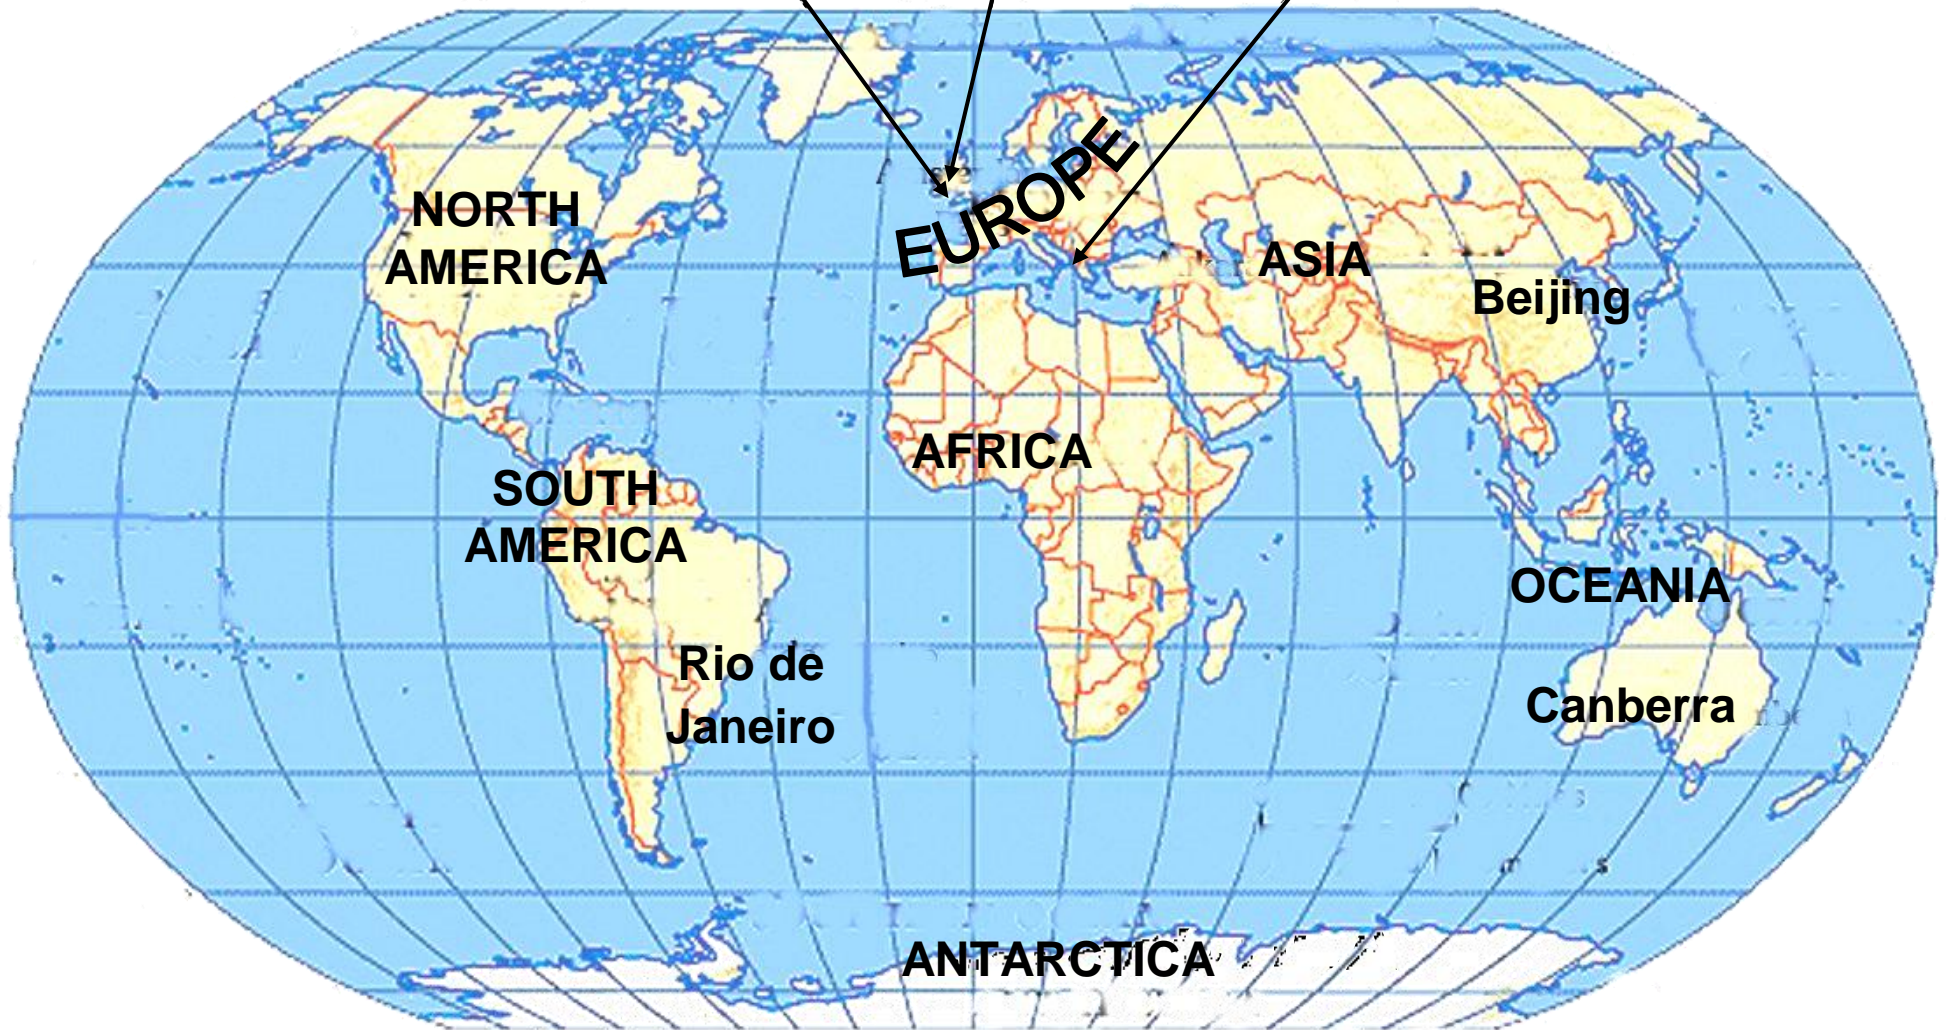 EUROPE
NORTH
AMERICA
ASIA
Beijing
AFRICA
SOUTH
AMERICA
OCEANIA
Rio de
Janeiro
Canberra
ANTARCTICA